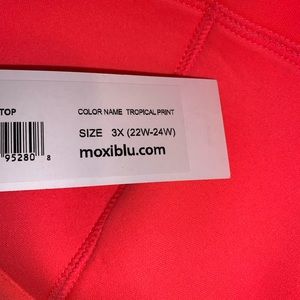 TOP
COLOR NAME TROPICAL PRINT
SIZE 3X (22W-24W)
moxiblu.com
95280 8